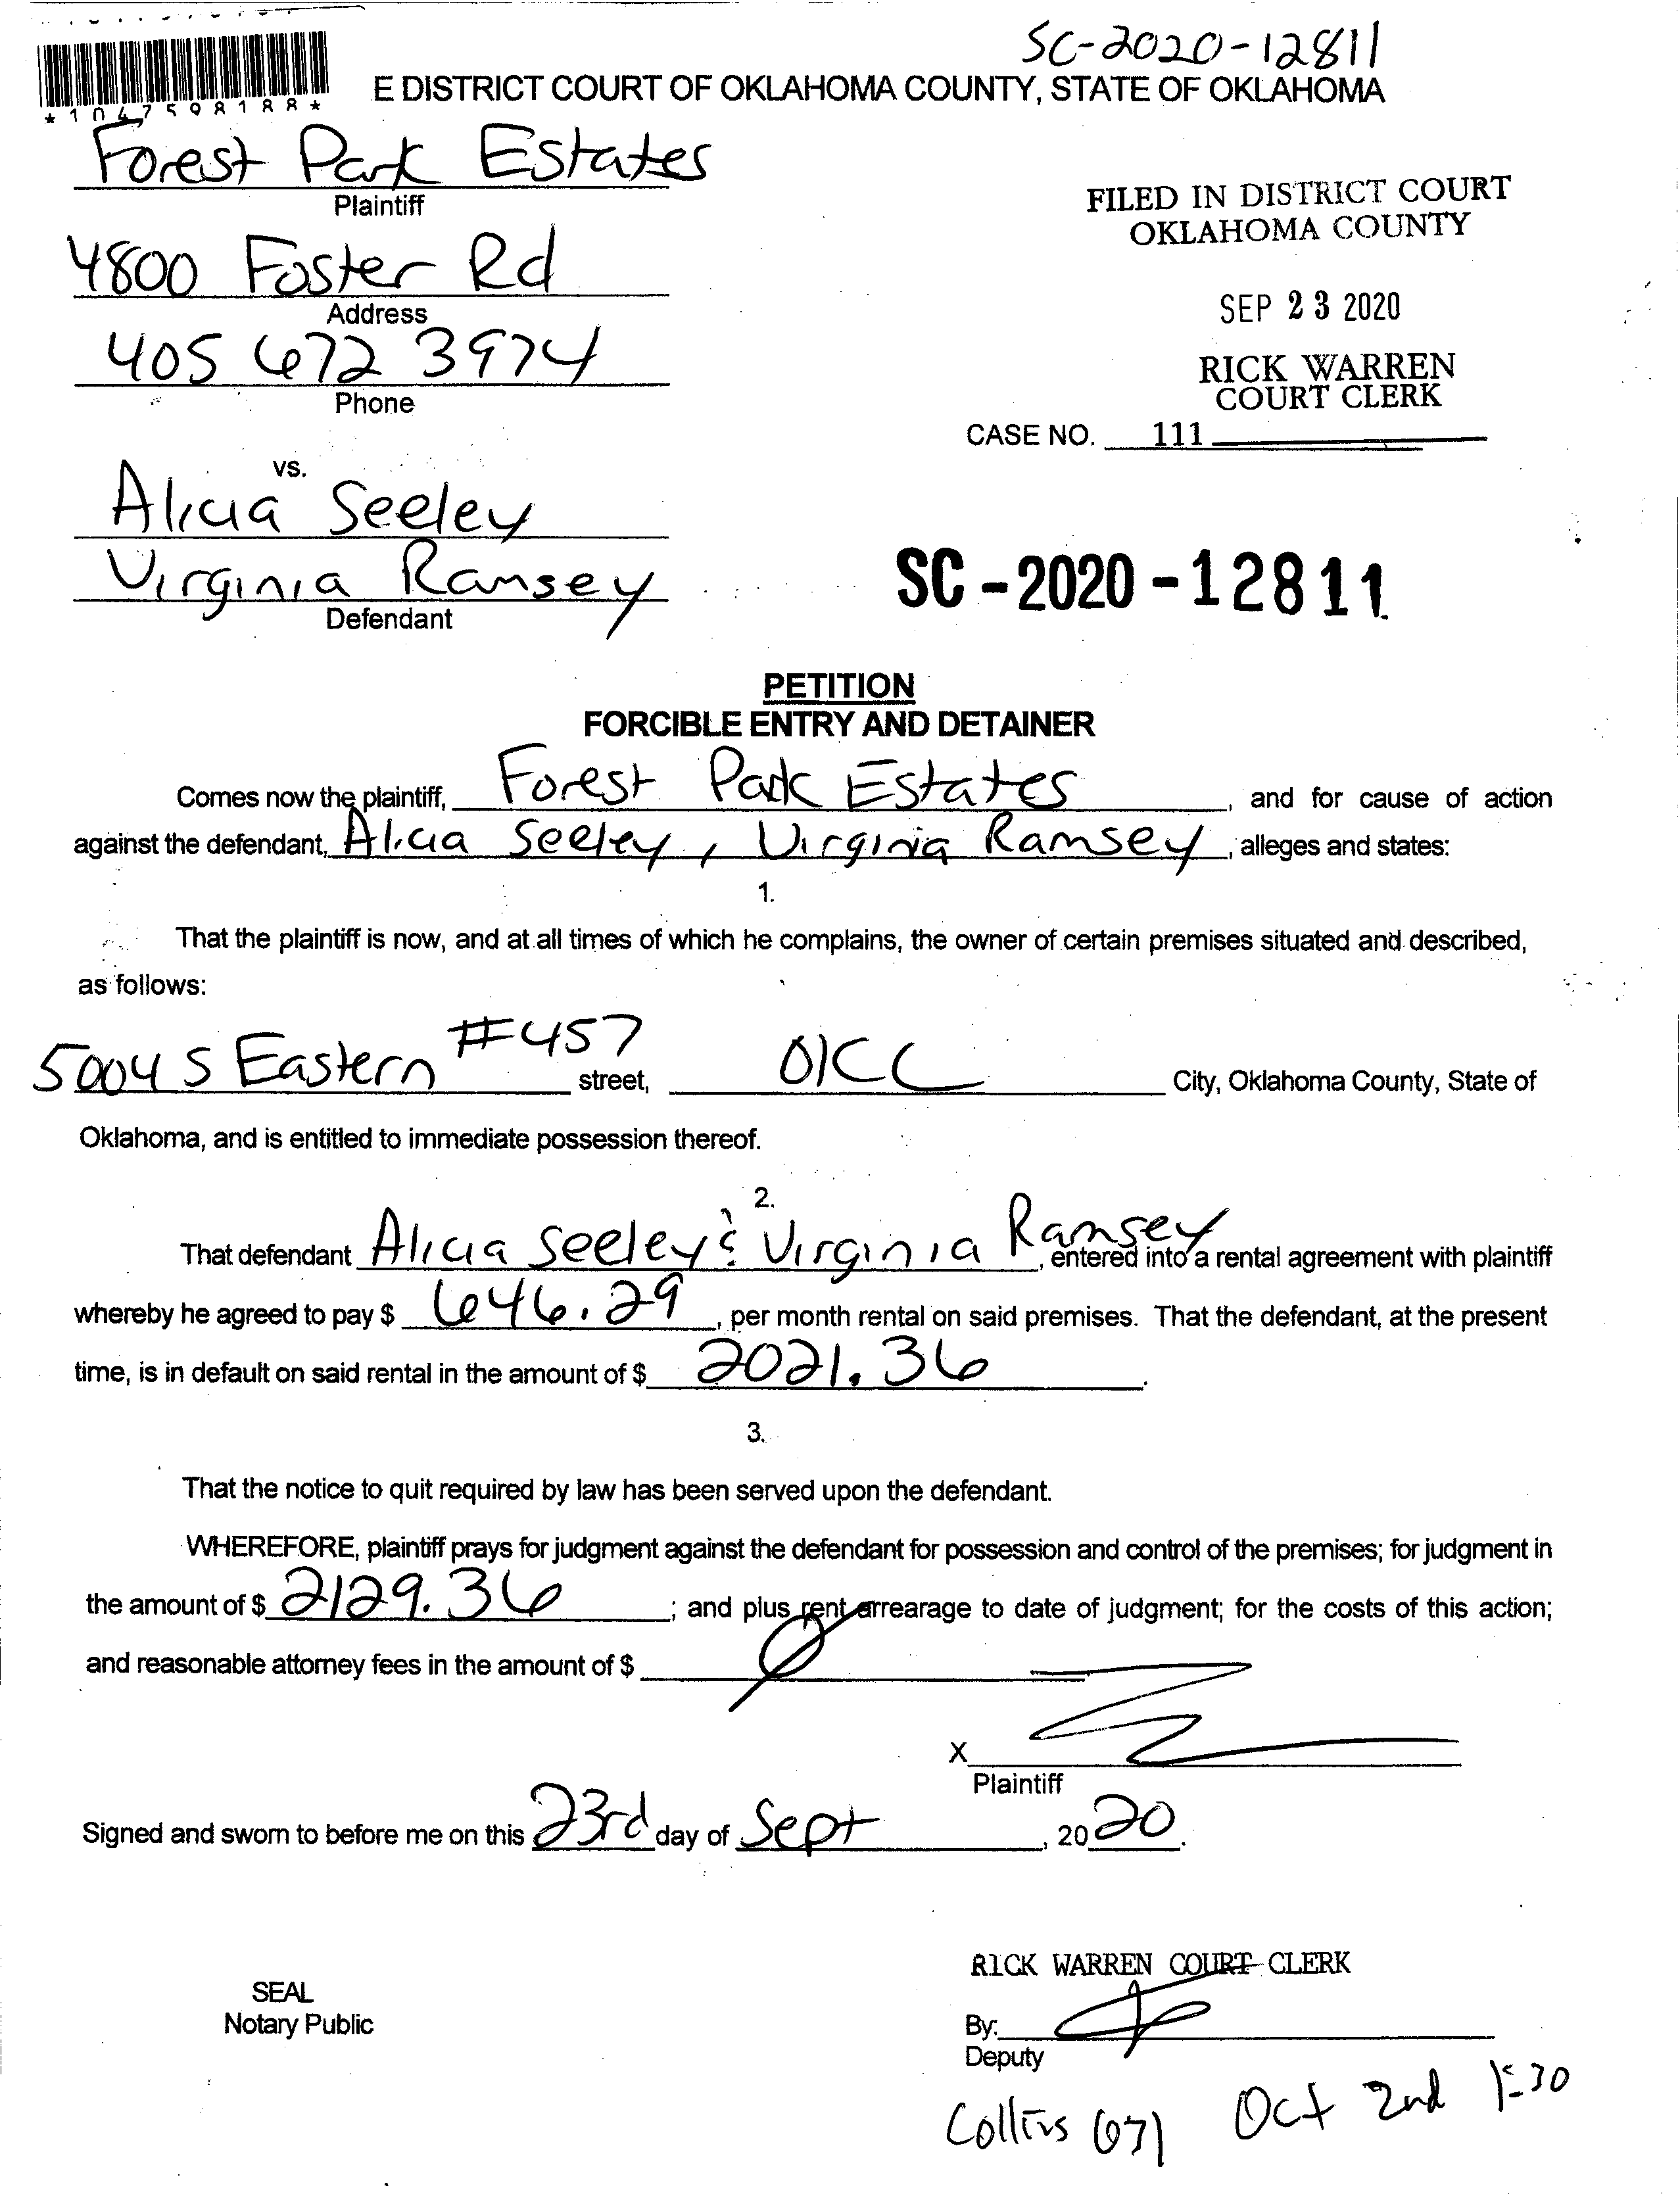 SC-2020-12811
E DISTRICT COURT OF OKLAHOMA COUNTY, STATE OF OKLAHOMA
*1047598188*
Forest Park Estates
Plaintiff
FILED IN DISTRICT COURT
OKLAHOMA COUNTY
4800 Foster Rd
Address
SEP 23 2020
405 672 3974
Phone
RICK WARREN
COURT CLERK
CASE NO. 111
vs.
Alicia Seeley
Virginia Ramsey
Defendant
SC-2020-12811
PETITION
FORCIBLE ENTRY AND DETAINER
Comes now the plaintiff, Forest Park Estates, and for cause of action
against the defendant, Alicia Seeley, Virginia Ramsey, alleges and states:
1.
That the plaintiff is now, and at all times of which he complains, the owner of certain premises situated and described,
as follows:
5004 S Eastern #457 street, OKC City, Oklahoma County, State of
Oklahoma, and is entitled to immediate possession thereof.
2.
That defendant Alicia Seeley & Virginia Ramsey, entered into a rental agreement with plaintiff
whereby he agreed to pay $ 646.29, per month rental on said premises. That the defendant, at the present
time, is in default on said rental in the amount of $ 2021.36.
3.
That the notice to quit required by law has been served upon the defendant.
WHEREFORE, plaintiff prays for judgment against the defendant for possession and control of the premises; for judgment in
the amount of $ 2129.36; and plus rent arrearage to date of judgment; for the costs of this action;
and reasonable attorney fees in the amount of $ Ø
X
Plaintiff
Signed and sworn to before me on this 23rd day of Sept, 2020.
RICK WARREN COURT CLERK
SEAL
Notary Public
By:
Deputy
Collins (07) Oct 2nd 1:30